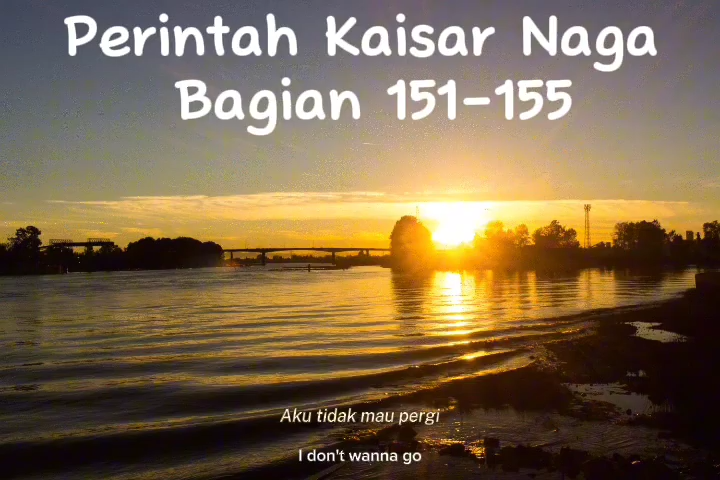 Perintah Kaisar Naga
Bagian 151-155
Aku tidak mau pergi
I don't wanna go